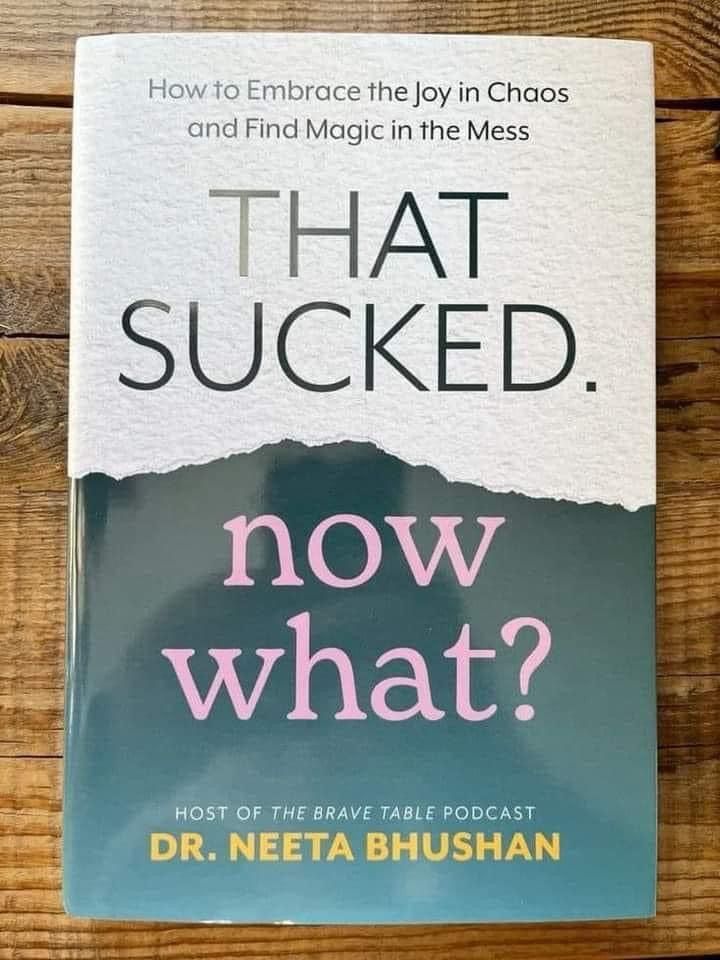 How to Embrace the Joy in Chaos
and Find Magic in the Mess
THAT
SUCKED.
now
what?
HOST OF THE BRAVE TABLE PODCAST
DR. NEETA BHUSHAN